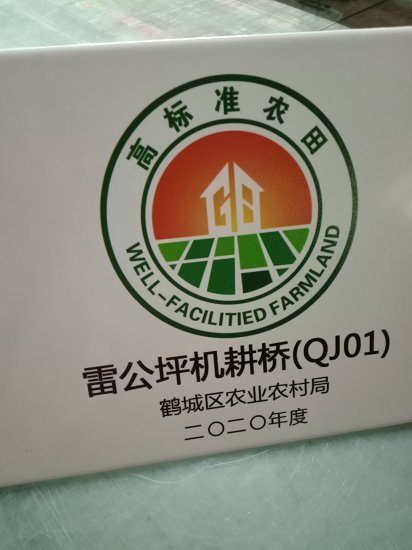 高标准农田
WELL-FACILITIED FARMLAND
雷公坪机耕桥(QJ01)
鹤城区农业农村局
二〇二〇年度